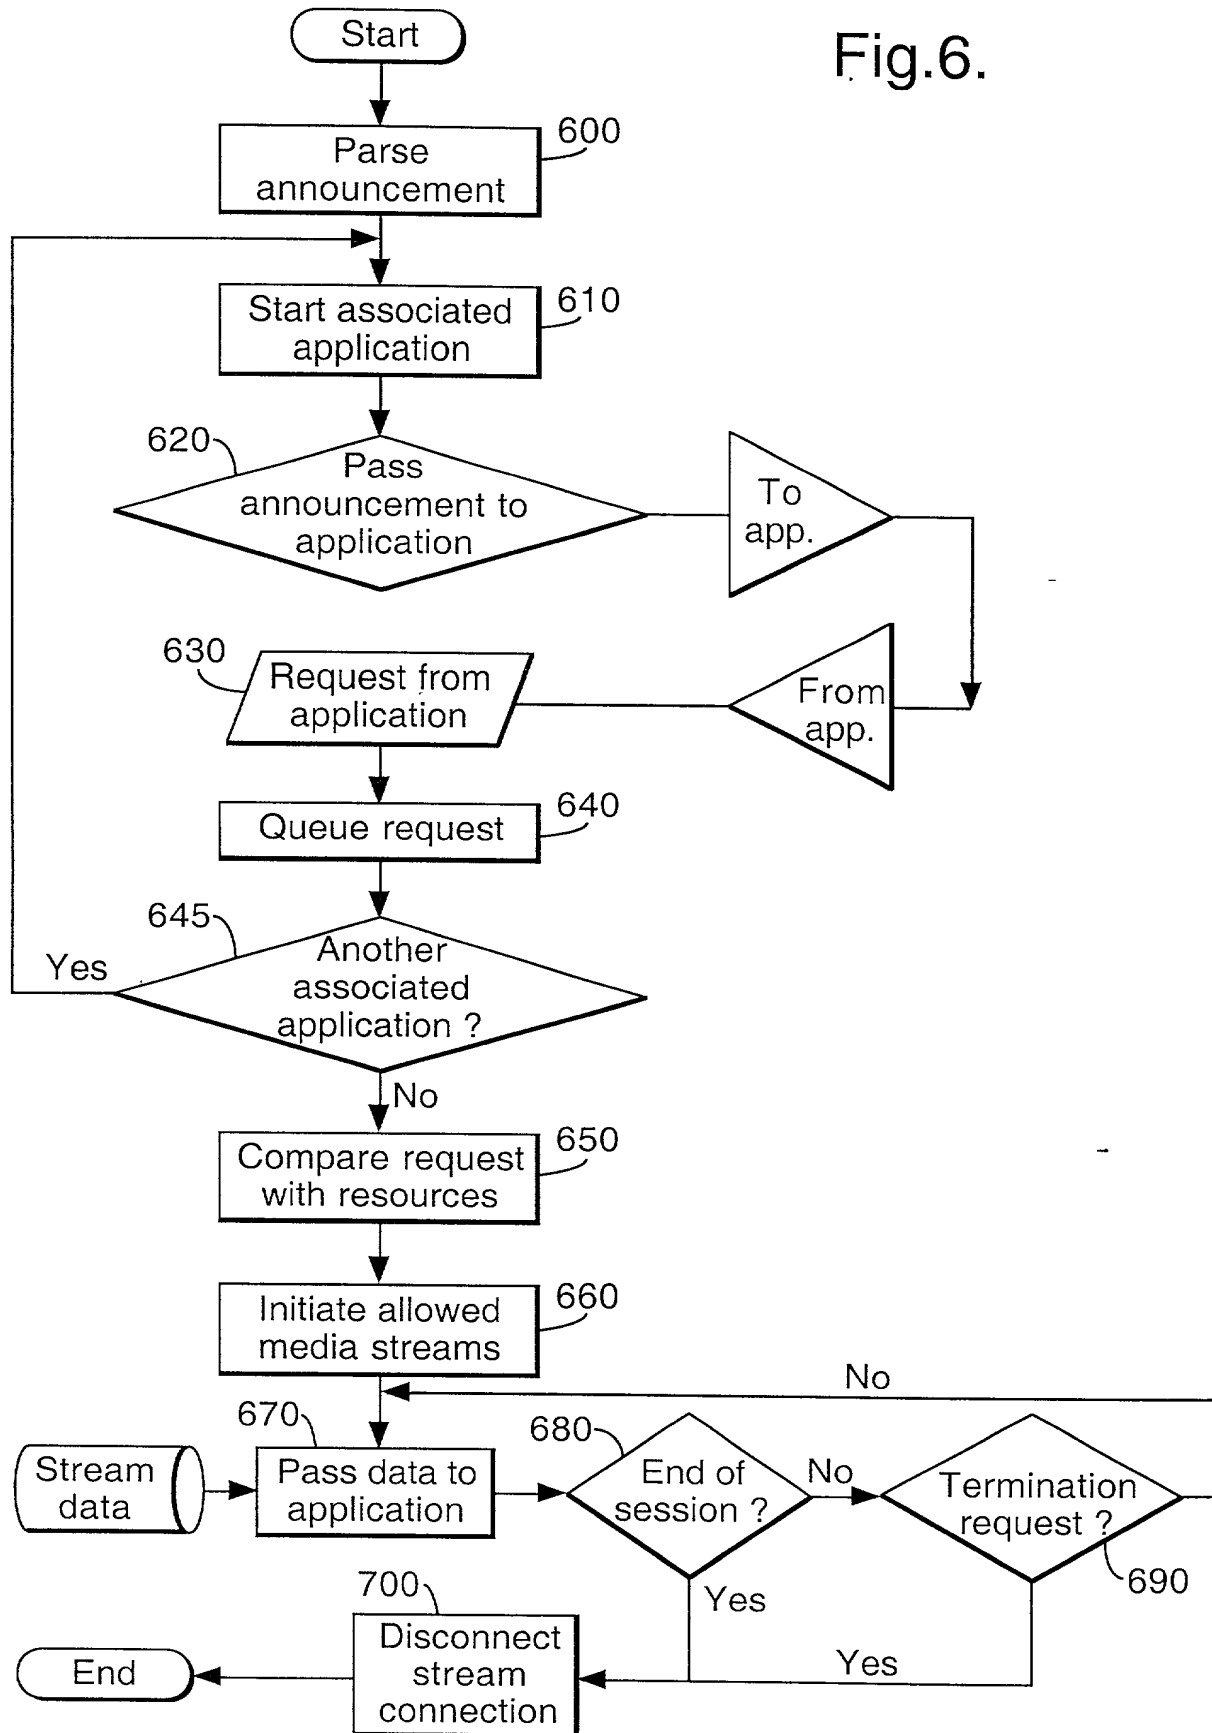 Fig.6.
Start
600
Parse
announcement
Start associated
application
610
620
Pass
announcement to
application
To
app.
630
Request from
application
From
app.
Queue request
640
645
Another
associated
application ?
Yes
No
Compare request
with resources
650
Initiate allowed
media streams
660
No
670
Stream
data
Pass data to
application
680
End of
session ?
No
Termination
request ?
690
Yes
Yes
700
Disconnect
stream
connection
End